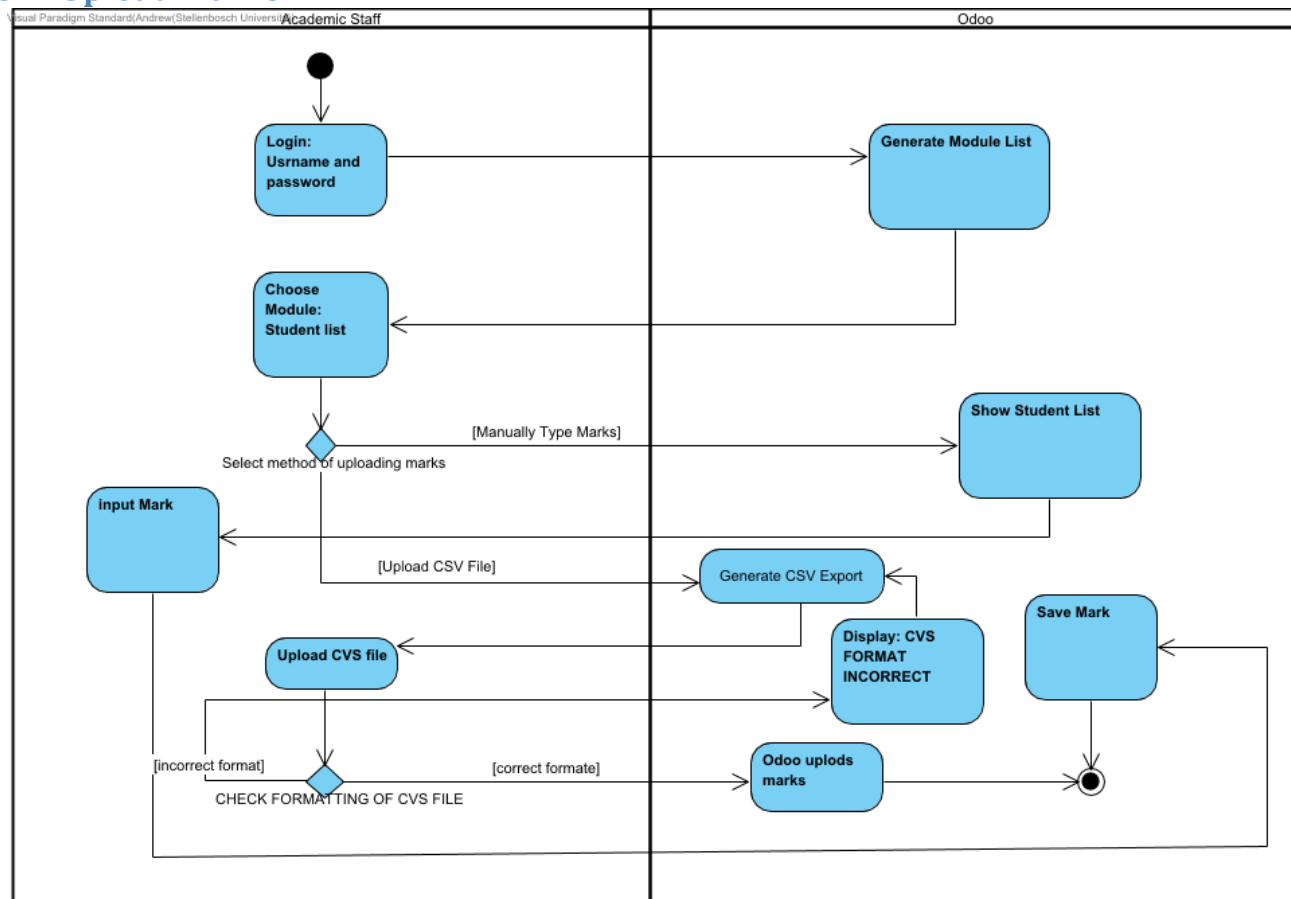 Visual Paradigm Standard(Andrew(Stellenbosch University
Academic Staff
Odoo
Login:
Usrname and
password
Generate Module List
Choose
Module:
Student list
[Manually Type Marks]
Show Student List
Select method of uploading marks
input Mark
[Upload CSV File]
Generate CSV Export
Save Mark
Display: CVS
FORMAT
INCORRECT
Upload CVS file
[incorrect format]
[correct formate]
Odoo uplods
marks
CHECK FORMATTING OF CVS FILE